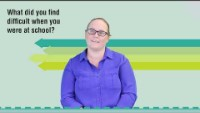 What did you find
difficult when you
were at school?